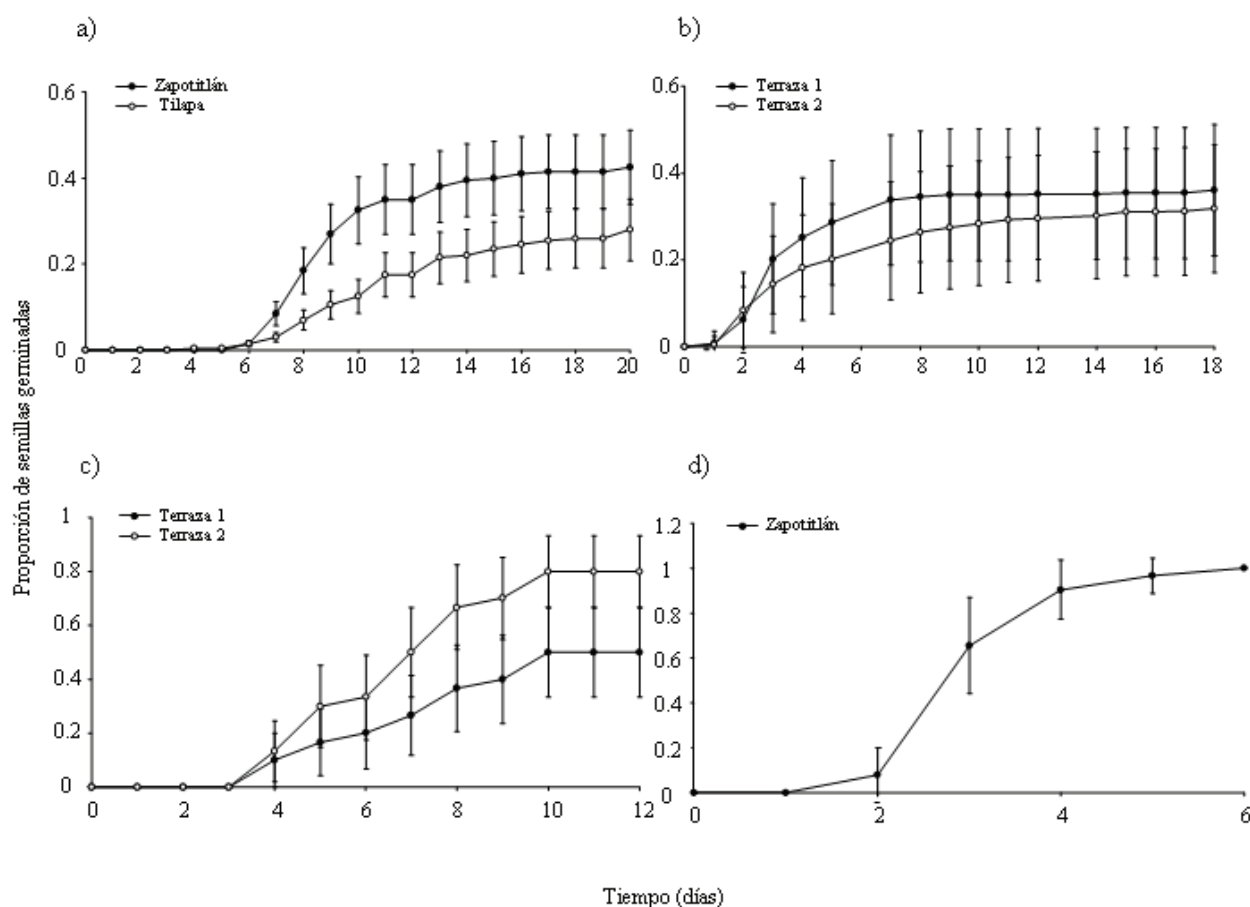 a)
Zapotitlán
Tilapa
0.6
0.4
0.2
0
0 2 4 6 8 10 12 14 16 18 20
b)
Terraza 1
Terraza 2
0.6
0.4
0.2
0
0 2 4 6 8 10 12 14 16 18
Proporción de semillas germinadas
c)
Terraza 1
Terraza 2
1
0.8
0.6
0.4
0.2
0
0 2 4 6 8 10 12
d)
Zapotitlán
1.2
1
0.8
0.6
0.4
0.2
0
0 2 4 6
Tiempo (días)